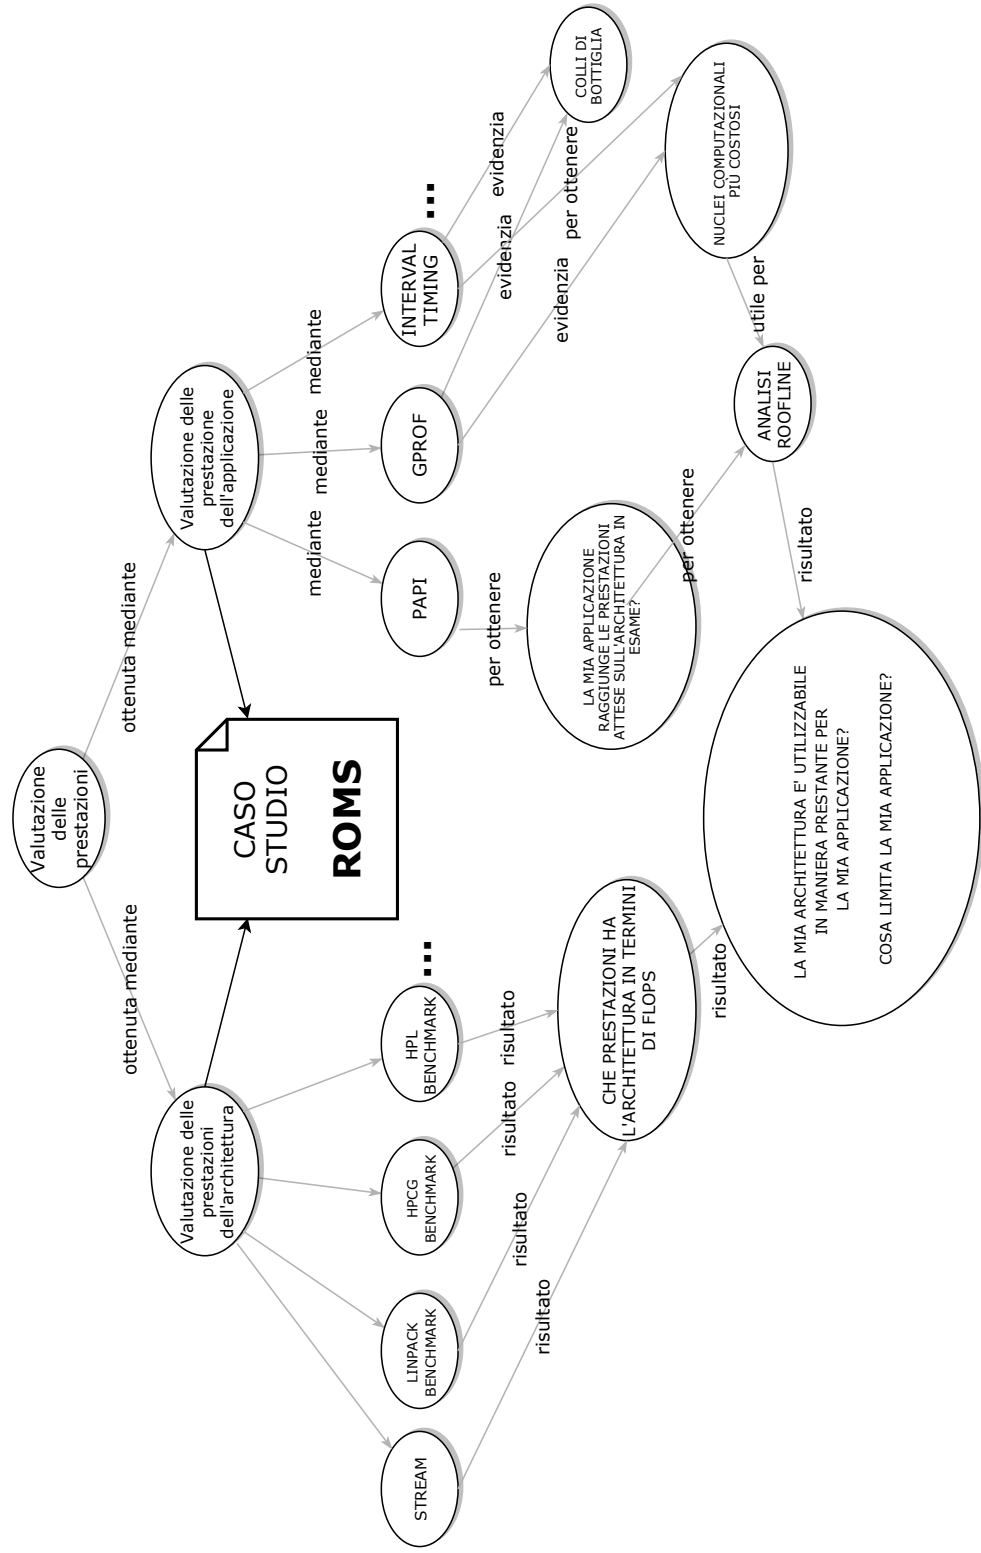 Valutazione
delle
prestazioni
ottenuta mediante
ottenuta mediante
Valutazione delle
prestazioni
dell'architettura
Valutazione delle
prestazione
dell'applicazione
CASO
STUDIO
ROMS
mediante
mediante
mediante
STREAM
LINPACK
BENCHMARK
HPCG
BENCHMARK
HPL
BENCHMARK
...
PAPI
GPROF
INTERVAL
TIMING
...
risultato
risultato
risultato
risultato
per ottenere
evidenzia
evidenzia
evidenzia
per ottenere
COLLI DI
BOTTIGLIA
CHE PRESTAZIONI HA
L'ARCHITETTURA IN TERMINI
DI FLOPS
LA MIA APPLICAZIONE
RAGGIUNGE LE PRESTAZIONI
ATTESE SULL'ARCHITETTURA IN
ESAME?
NUCLEI COMPUTAZIONALI
PIÙ COSTOSI
risultato
per ottenere
utile per
ANALISI
ROOFLINE
risultato
LA MIA ARCHITETTURA E' UTILIZZABILE
IN MANIERA PRESTANTE PER
LA MIA APPLICAZIONE?
COSA LIMITA LA MIA APPLICAZIONE?